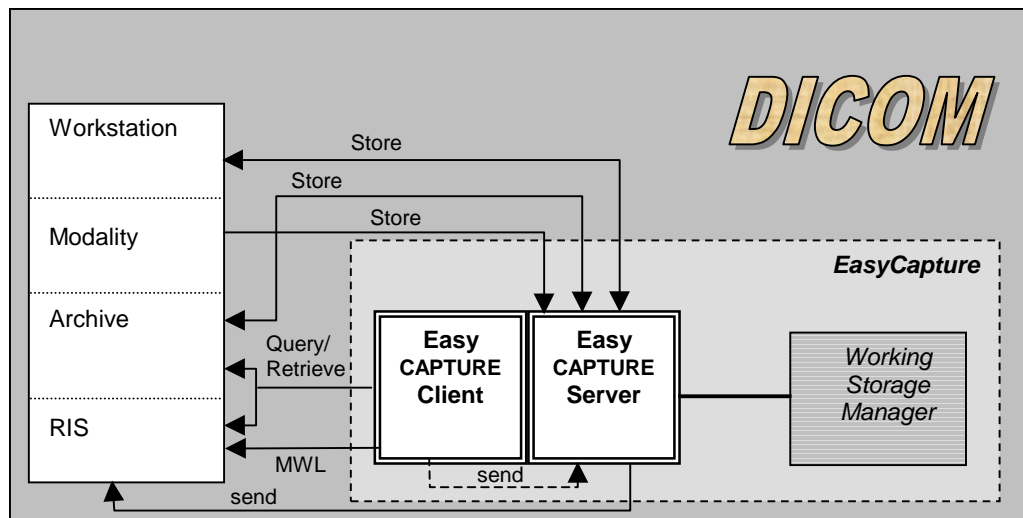 DICOM
Workstation
Store
Store
Modality
Store
EasyCapture
Archive
Query/
Retrieve
Easy
CAPTURE
Client
Easy
CAPTURE
Server
Working
Storage
Manager
RIS
MWL
send
send